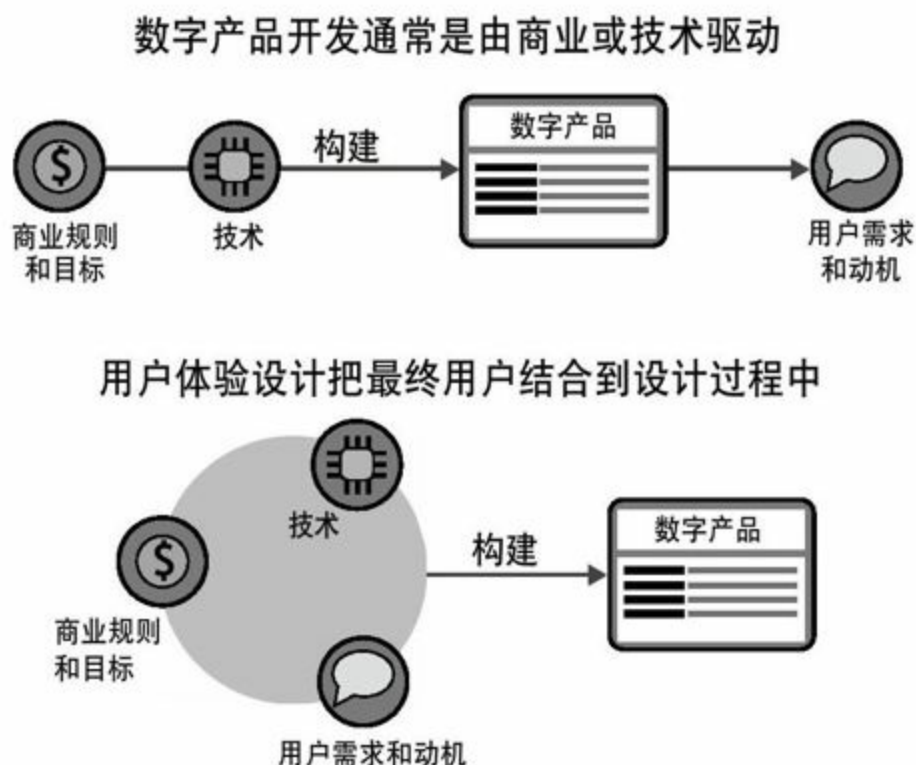 数字产品开发通常是由商业或技术驱动
构建
数字产品
商业规则
和目标
技术
用户需求
和动机
用户体验设计把最终用户结合到设计过程中
技术
构建
数字产品
商业规则
和目标
用户需求和动机